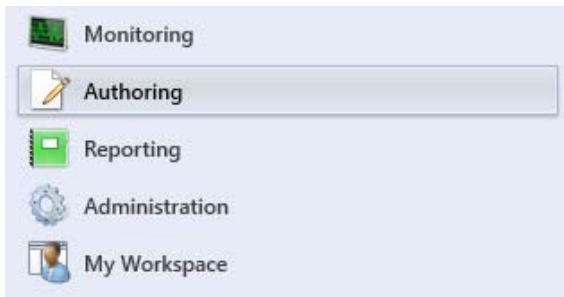 Monitoring
Authoring
Reporting
Administration
My Workspace